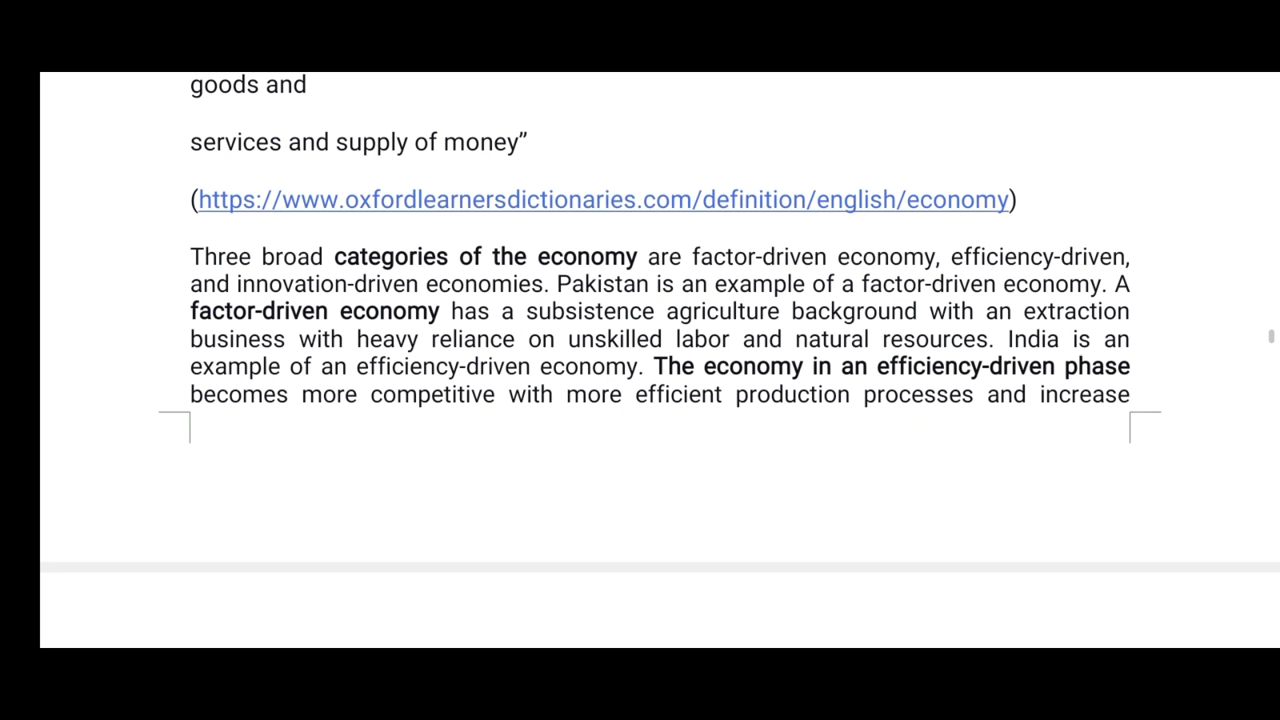 goods and
services and supply of money”
(https://www.oxfordlearnersdictionaries.com/definition/english/economy)
Three broad categories of the economy are factor-driven economy, efficiency-driven,
and innovation-driven economies. Pakistan is an example of a factor-driven economy. A
factor-driven economy has a subsistence agriculture background with an extraction
business with heavy reliance on unskilled labor and natural resources. India is an
example of an efficiency-driven economy. The economy in an efficiency-driven phase
becomes more competitive with more efficient production processes and increase